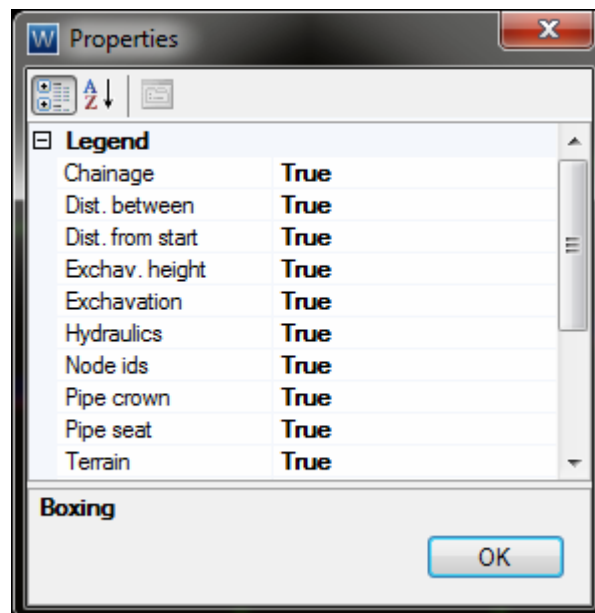 W Properties
A
Z
Legend
Chainage True
Dist. between True
Dist. from start True
Exchav. height True
Exchavation True
Hydraulics True
Node ids True
Pipe crown True
Pipe seat True
Terrain True
Boxing
OK